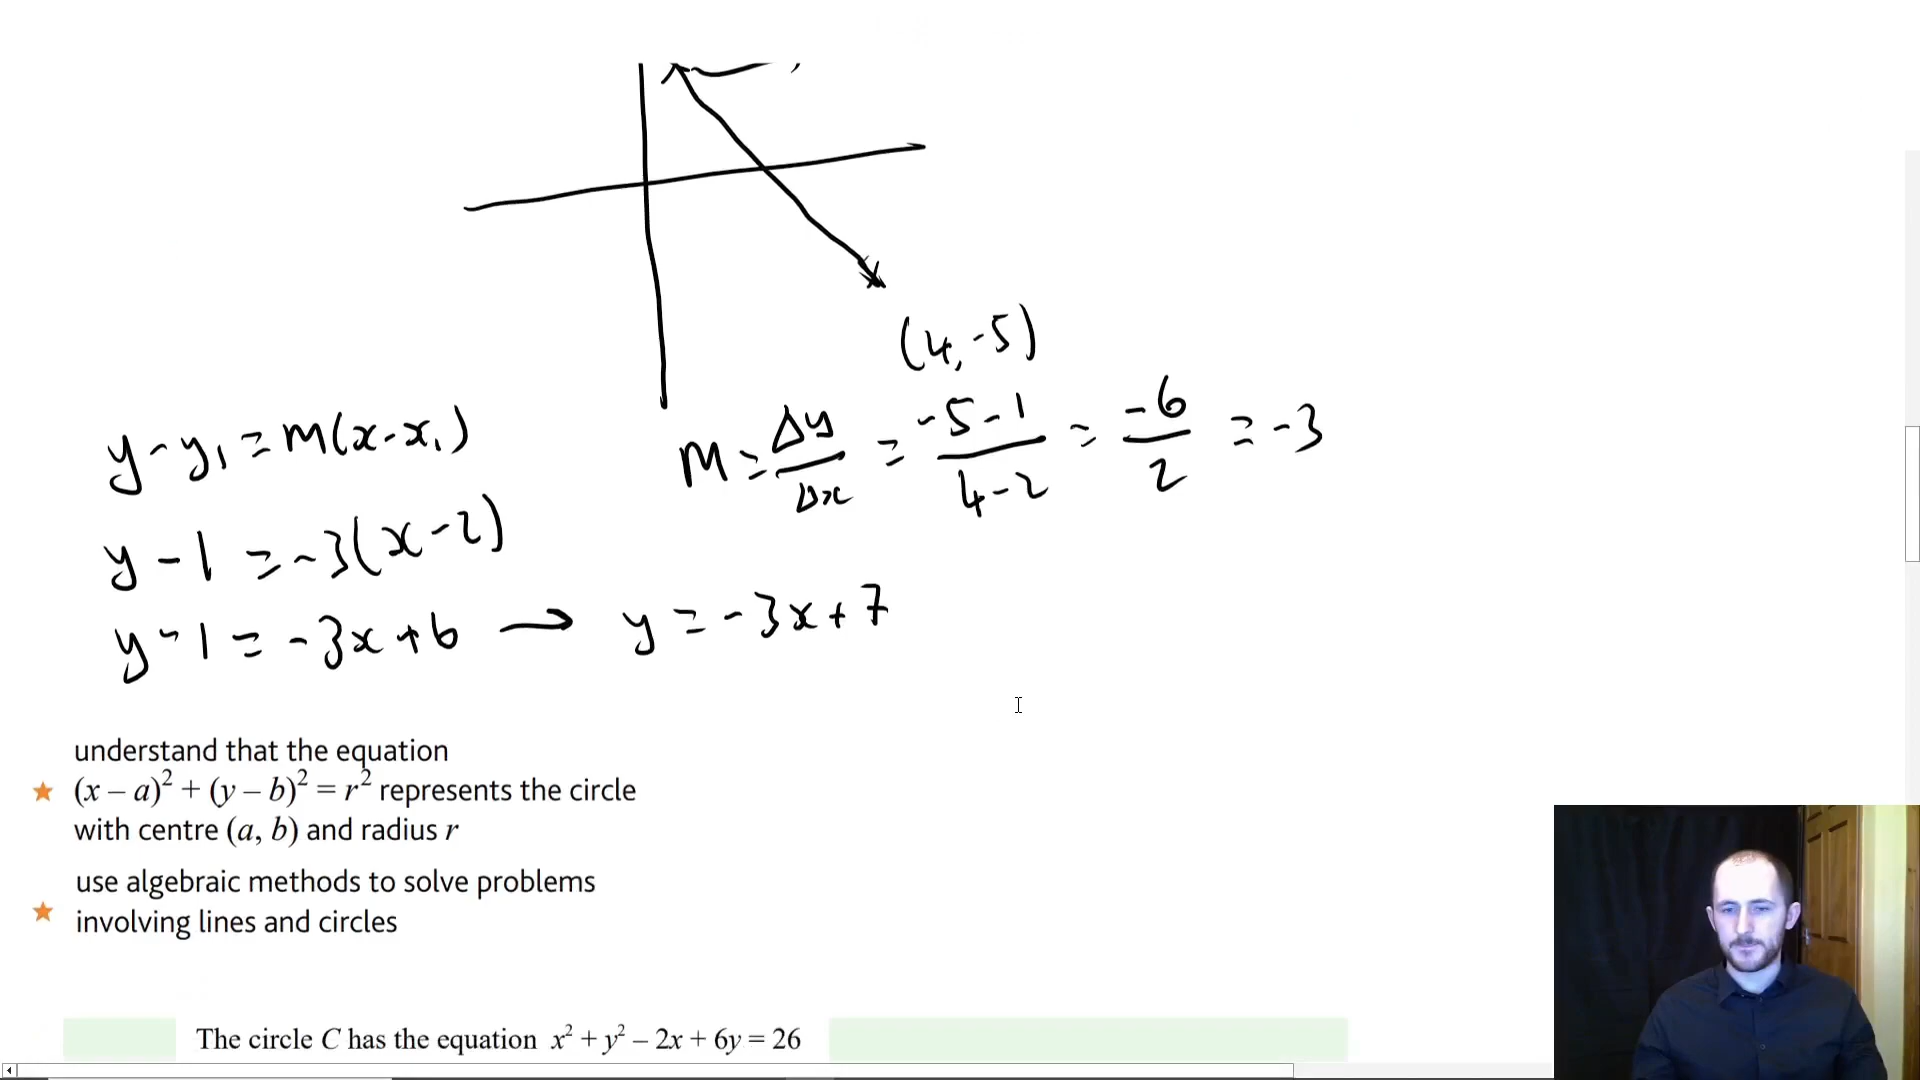 (4, -5)
y - y₁ = m(x - x₁)
M = Δy/Δx = -5-1/4-2 = -6/2 = -3
y - 1 = -3(x - 2)
y - 1 = -3x + 6 → y = -3x + 7
understand that the equation
(x – a)² + (y – b)² = r² represents the circle
with centre (a, b) and radius r
use algebraic methods to solve problems
involving lines and circles
The circle C has the equation x² + y² – 2x + 6y = 26